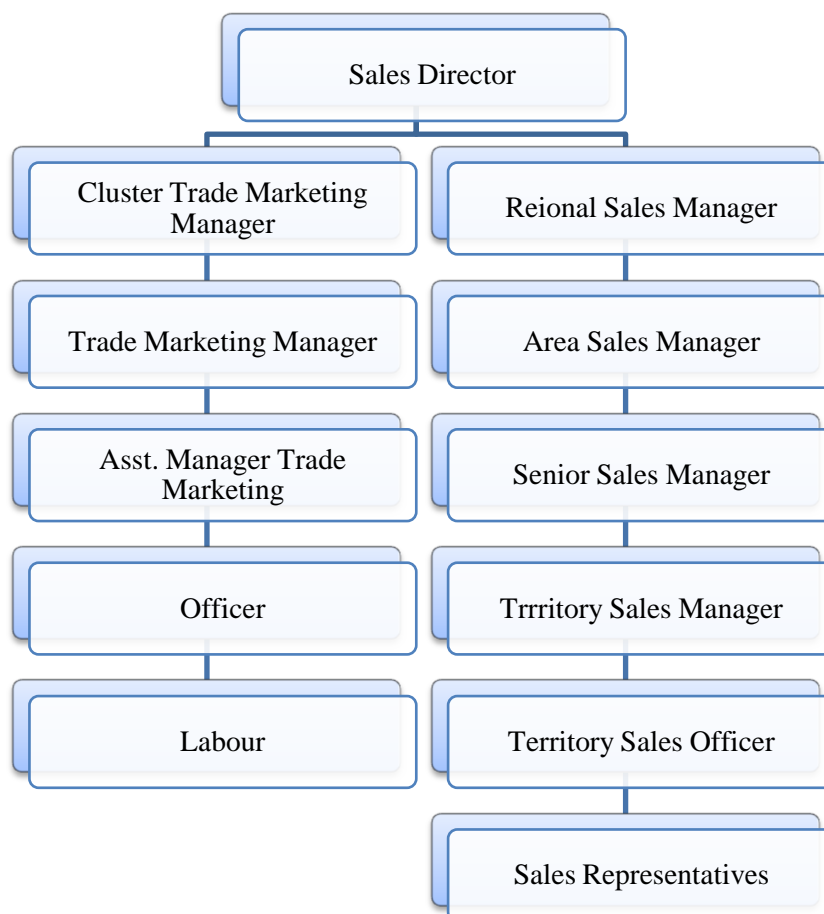 Sales Director
Cluster Trade Marketing
Manager
Trade Marketing Manager
Asst. Manager Trade
Marketing
Officer
Labour
Reional Sales Manager
Area Sales Manager
Senior Sales Manager
Trrritory Sales Manager
Territory Sales Officer
Sales Representatives